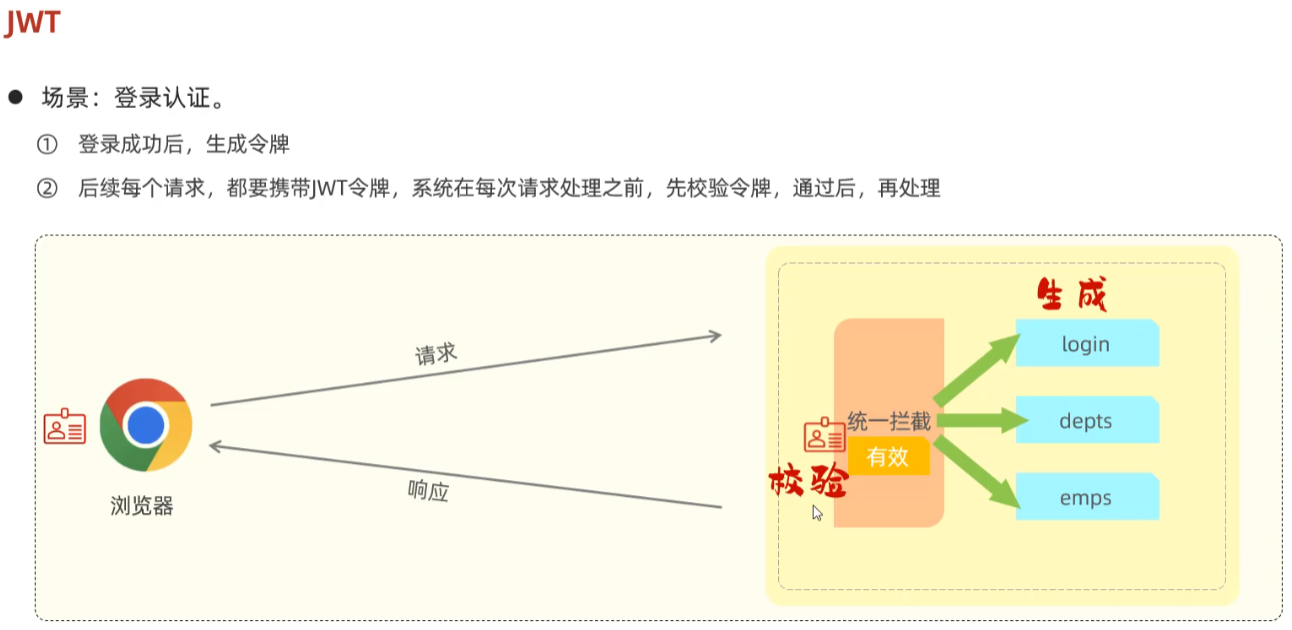 JWT
● 场景：登录认证。
① 登录成功后，生成令牌
② 后续每个请求，都要携带JWT令牌，系统在每次请求处理之前，先校验令牌，通过后，再处理
生成
login
请求
统一拦截
depts
有效
校验
响应
浏览器
emps